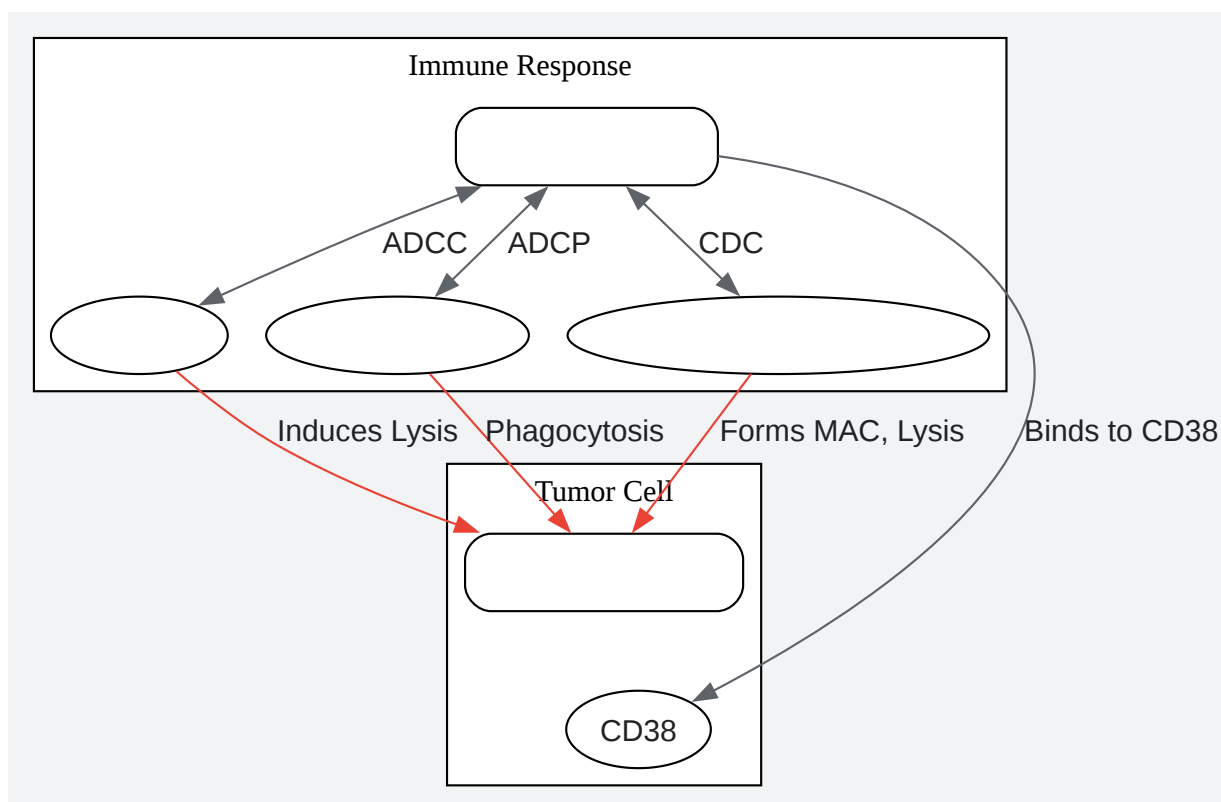 Immune Response
ADCC
ADCP
CDC
Induces Lysis
Phagocytosis
Forms MAC, Lysis
Binds to CD38
Tumor Cell
CD38